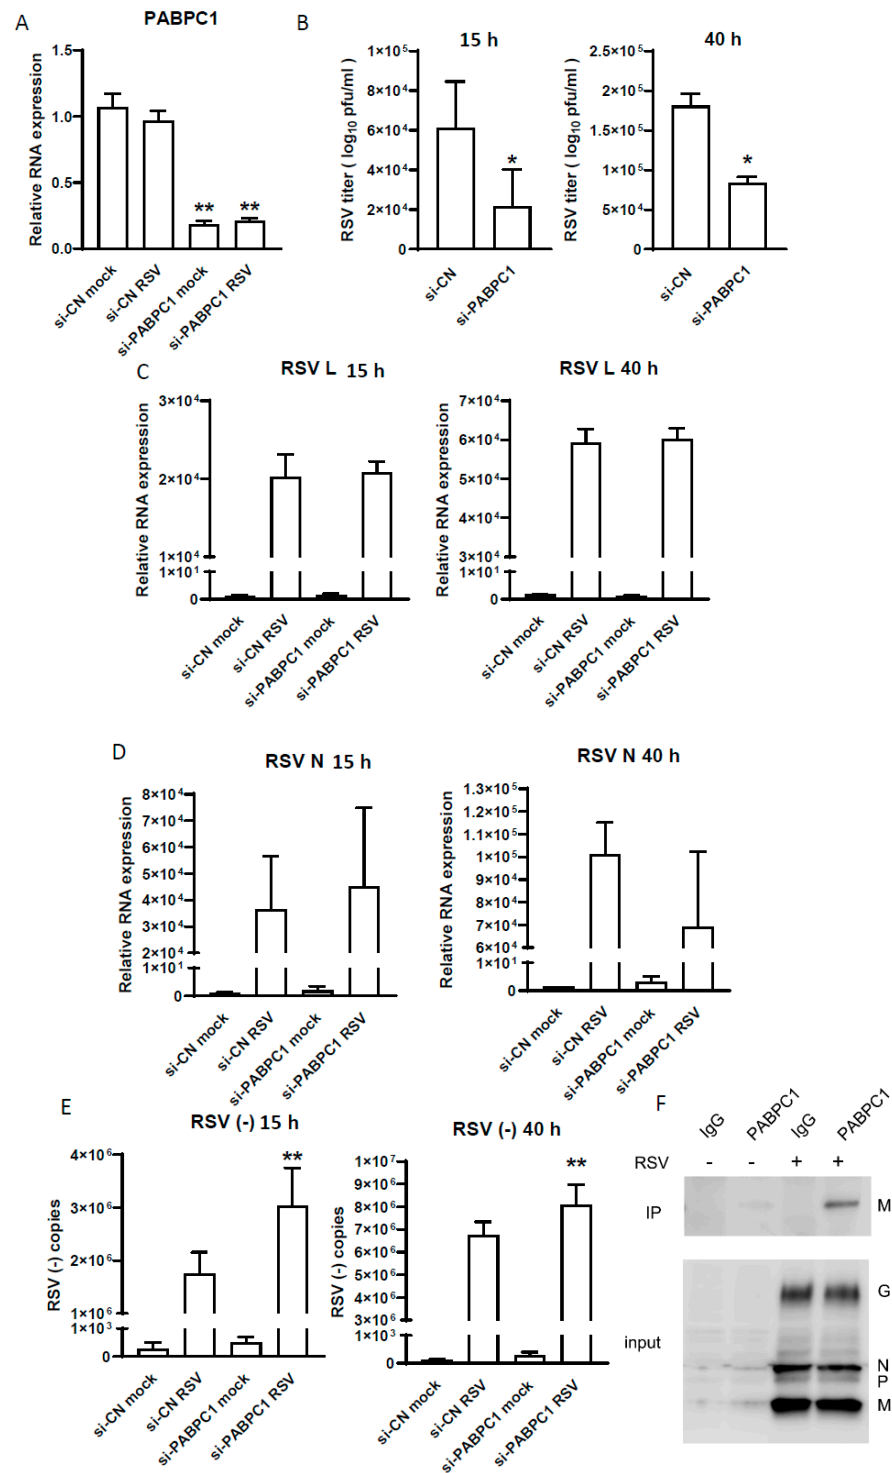 A
PABPC1
Relative RNA expression
1.5
1.0
0.5
0.0
** **
si-CN mock
si-CN RSV
si-PABPC1 mock
si-PABPC1 RSV
B
15 h
RSV titer ( log10 pfu/ml )
1×10⁵
8×10⁴
6×10⁴
4×10⁴
2×10⁴
0
*
si-CN
si-PABPC1
40 h
RSV titer ( log10 pfu/ml )
2.5×10⁵
2×10⁵
1.5×10⁵
1×10⁵
5×10⁴
0
*
si-CN
si-PABPC1
C
RSV L 15 h
Relative RNA expression
3×10⁴
2×10⁴
1×10⁴
1×10¹
0
si-CN mock
si-CN RSV
si-PABPC1 mock
si-PABPC1 RSV
RSV L 40 h
Relative RNA expression
7×10⁴
6×10⁴
5×10⁴
4×10⁴
3×10⁴
1×10¹
0
si-CN mock
si-CN RSV
si-PABPC1 mock
si-PABPC1 RSV
D
RSV N 15 h
Relative RNA expression
8×10⁴
7×10⁴
6×10⁴
5×10⁴
4×10⁴
3×10⁴
2×10⁴
1×10¹
0
si-CN mock
si-CN RSV
si-PABPC1 mock
si-PABPC1 RSV
RSV N 40 h
Relative RNA expression
1.3×10⁵
1.2×10⁵
1.1×10⁵
1×10⁵
9×10⁴
8×10⁴
7×10⁴
6×10⁴
1×10¹
0
si-CN mock
si-CN RSV
si-PABPC1 mock
si-PABPC1 RSV
E
RSV (-) 15 h
RSV (-) copies
4×10⁶
3×10⁶
2×10⁶
1×10⁶
1×10³
0
**
si-CN mock
si-CN RSV
si-PABPC1 mock
si-PABPC1 RSV
RSV (-) 40 h
RSV (-) copies
1×10⁷
9×10⁶
8×10⁶
7×10⁶
6×10⁶
5×10⁶
4×10⁶
3×10⁶
1×10³
0
**
si-CN mock
si-CN RSV
si-PABPC1 mock
si-PABPC1 RSV
F
IgG PABPC1 IgG PABPC1
RSV - - + +
IP M
input
G
N
P
M